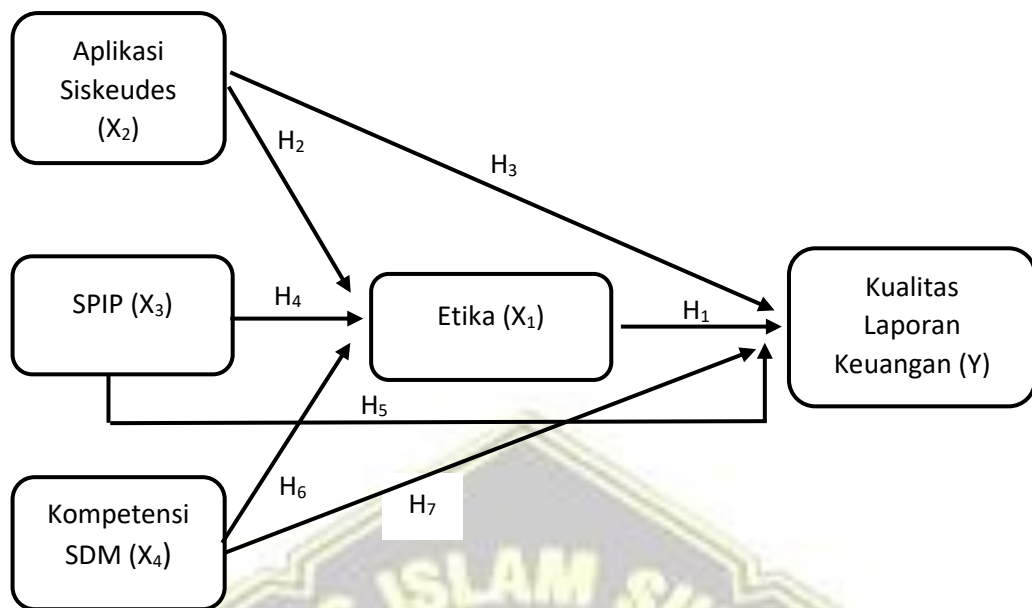 Aplikasi
Siskeudes
(X₂)
H₂
H₃
SPIP (X₃)
H₄
Etika (X₁)
H₁
Kualitas
Laporan
Keuangan (Y)
H₅
Kompetensi
SDM (X₄)
H₆
H₇
ISLAM